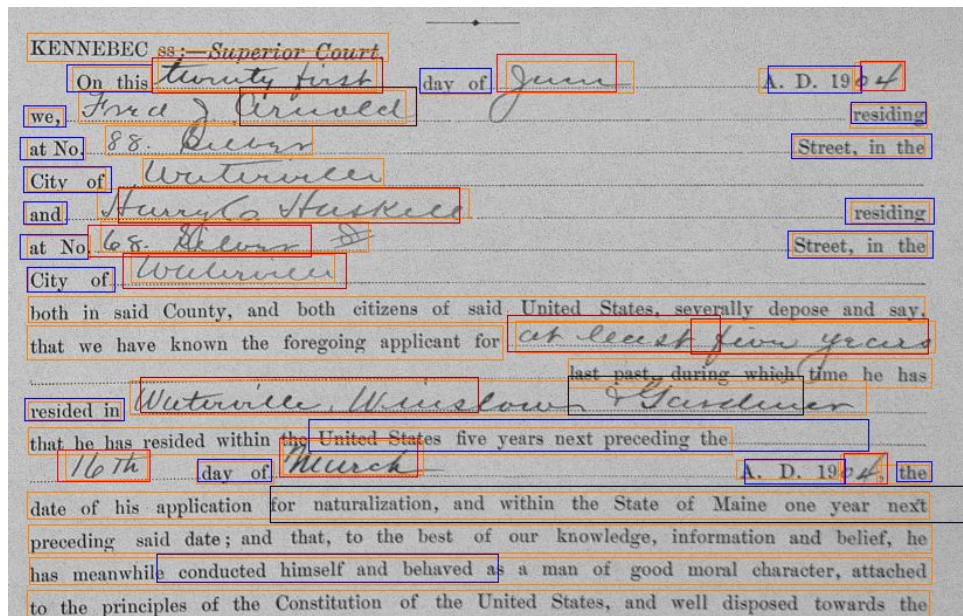 KENNEBEC ss:—Superior Court
On this twenty first day of June A. D. 1904
we, Fred J. Arnold residing
at No. 88. Silver Street, in the
City of Waterville
and Harry C. Haskell residing
at No. 68. Silver St Street, in the
City of Waterville
both in said County, and both citizens of said United States, severally depose and say,
that we have known the foregoing applicant for at least five years
last past, during which time he has
resided in Waterville, Winslow & Gardiner
that he has resided within the United States five years next preceding the
16th day of March A. D. 1904, the
date of his application for naturalization, and within the State of Maine one year next
preceding said date; and that, to the best of our knowledge, information and belief, he
has meanwhile conducted himself and behaved as a man of good moral character, attached
to the principles of the Constitution of the United States, and well disposed towards the